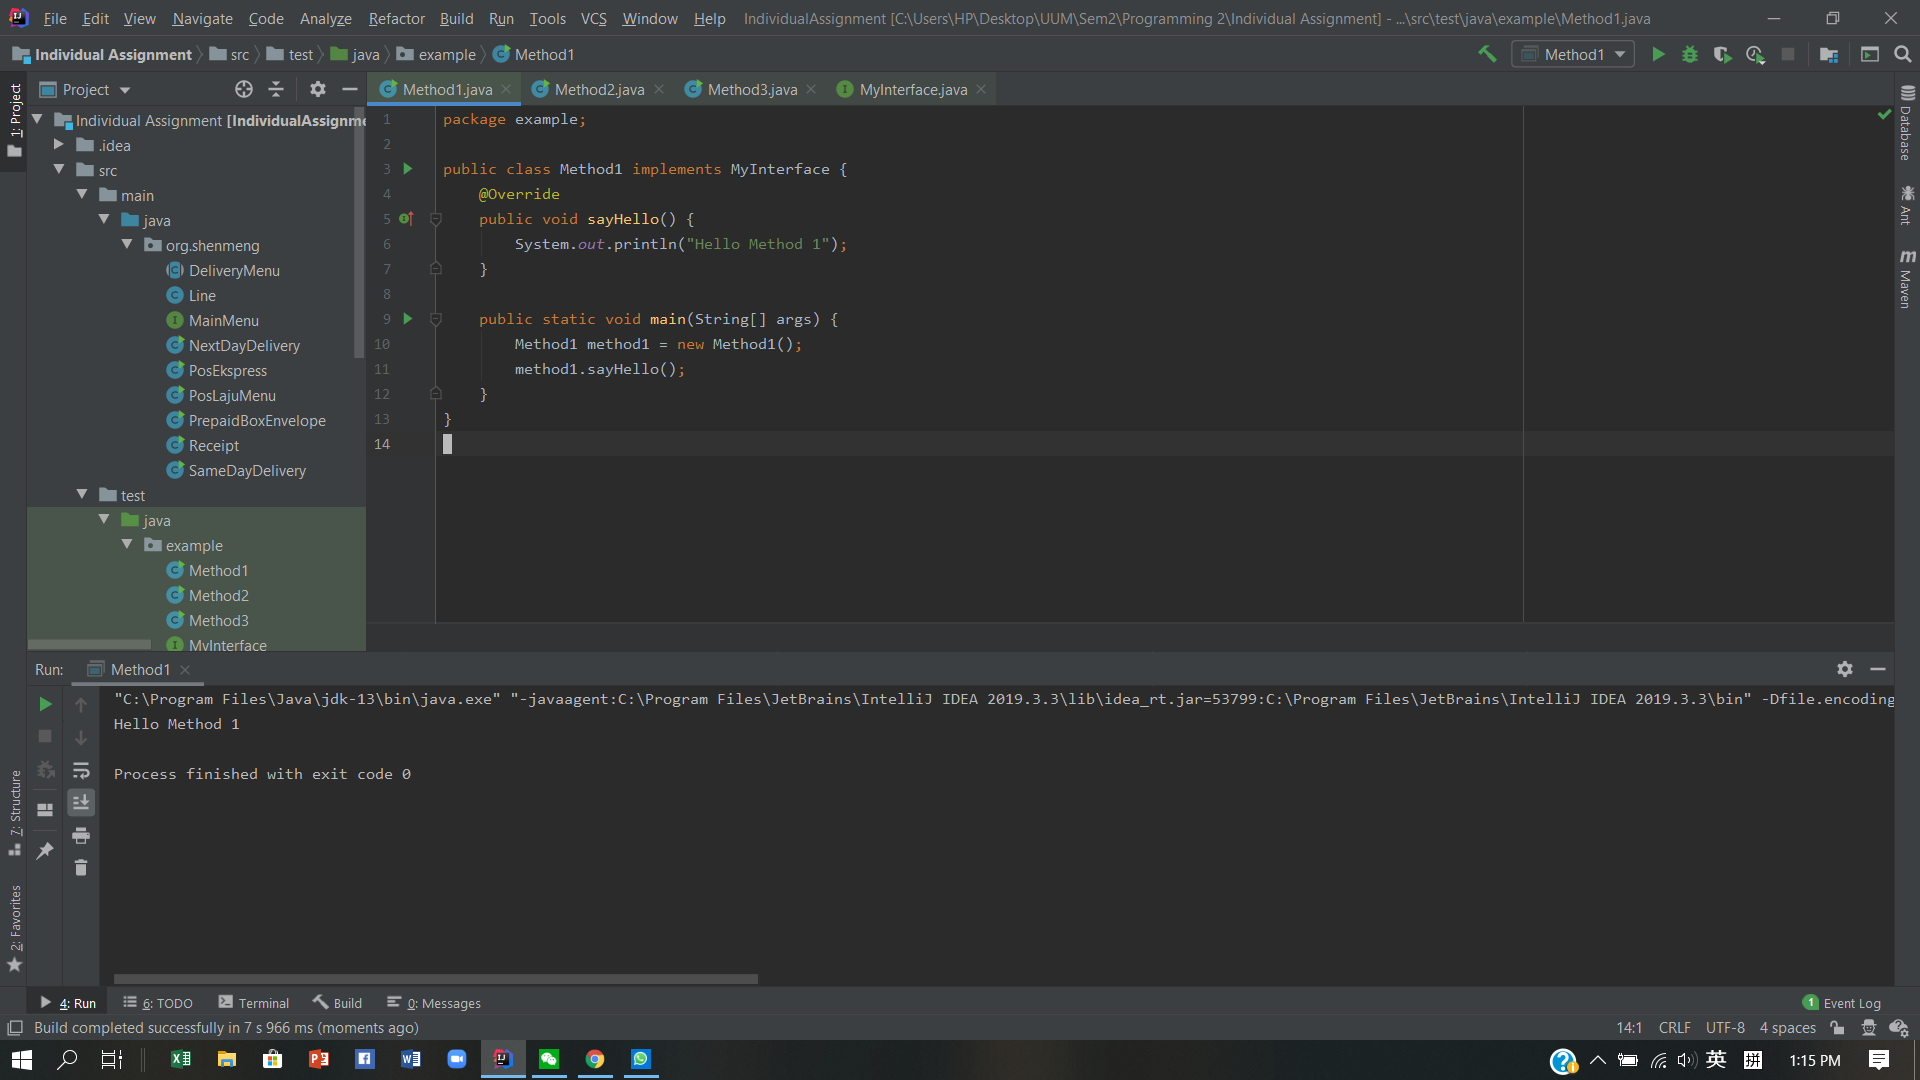 File Edit View Navigate Code Analyze Refactor Build Run Tools VCS Window Help IndividualAssignment [C:\Users\HP\Desktop\UUM\Sem2\Programming 2\Individual Assignment] - ...\src\test\java\example\Method1.java
Individual Assignment src test java example Method1
Method1
1: Project
Project
Individual Assignment [IndividualAssignme
.idea
src
main
java
org.shenmeng
DeliveryMenu
Line
MainMenu
NextDayDelivery
PosEkspress
PosLajuMenu
PrepaidBoxEnvelope
Receipt
SameDayDelivery
test
java
example
Method1
Method2
Method3
MyInterface
Method1.java Method2.java Method3.java MyInterface.java
1 package example;
2
3 public class Method1 implements MyInterface {
4 @Override
5 public void sayHello() {
6 System.out.println("Hello Method 1");
7 }
8
9 public static void main(String[] args) {
10 Method1 method1 = new Method1();
11 method1.sayHello();
12 }
13 }
14
Database
Ant
Maven
Run: Method1
"C:\Program Files\Java\jdk-13\bin\java.exe" "-javaagent:C:\Program Files\JetBrains\IntelliJ IDEA 2019.3.3\lib\idea_rt.jar=53799:C:\Program Files\JetBrains\IntelliJ IDEA 2019.3.3\bin" -Dfile.encoding
Hello Method 1
Process finished with exit code 0
7: Structure
2: Favorites
4: Run 6: TODO Terminal Build 0: Messages 1 Event Log
Build completed successfully in 7 s 966 ms (moments ago) 14:1 CRLF UTF-8 4 spaces
英 拼 1:15 PM